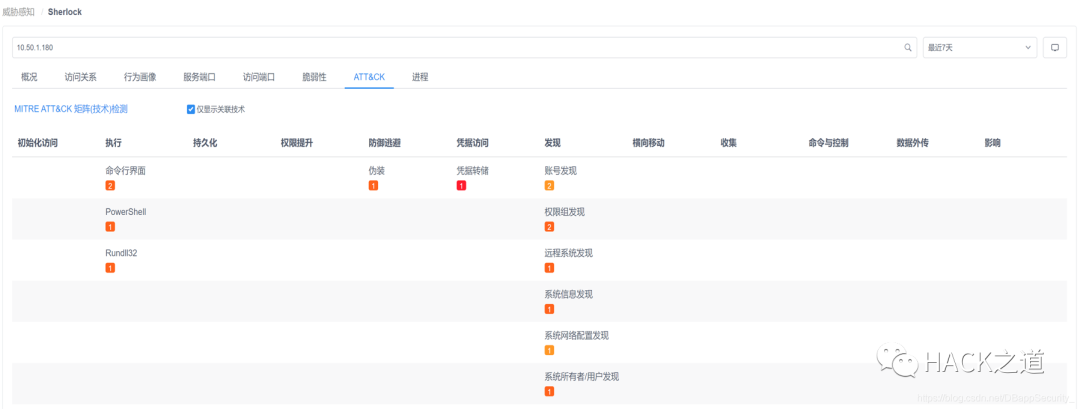 威胁感知 / Sherlock
10.50.1.180 最近7天
概况 访问关系 行为画像 服务端口 访问端口 脆弱性 ATT&CK 进程
MITRE ATT&CK 矩阵(技术)检测 仅显示关联技术
初始化访问 执行 持久化 权限提升 防御逃避 凭据访问 发现 横向移动 收集 命令与控制 数据外传 影响
命令行界面 伪装 凭据转储 账号发现
2 1 1 2
PowerShell 权限组发现
1 2
Rundll32 远程系统发现
1 1
系统信息发现
1
系统网络配置发现
1
HACK之道
系统所有者/用户发现
1